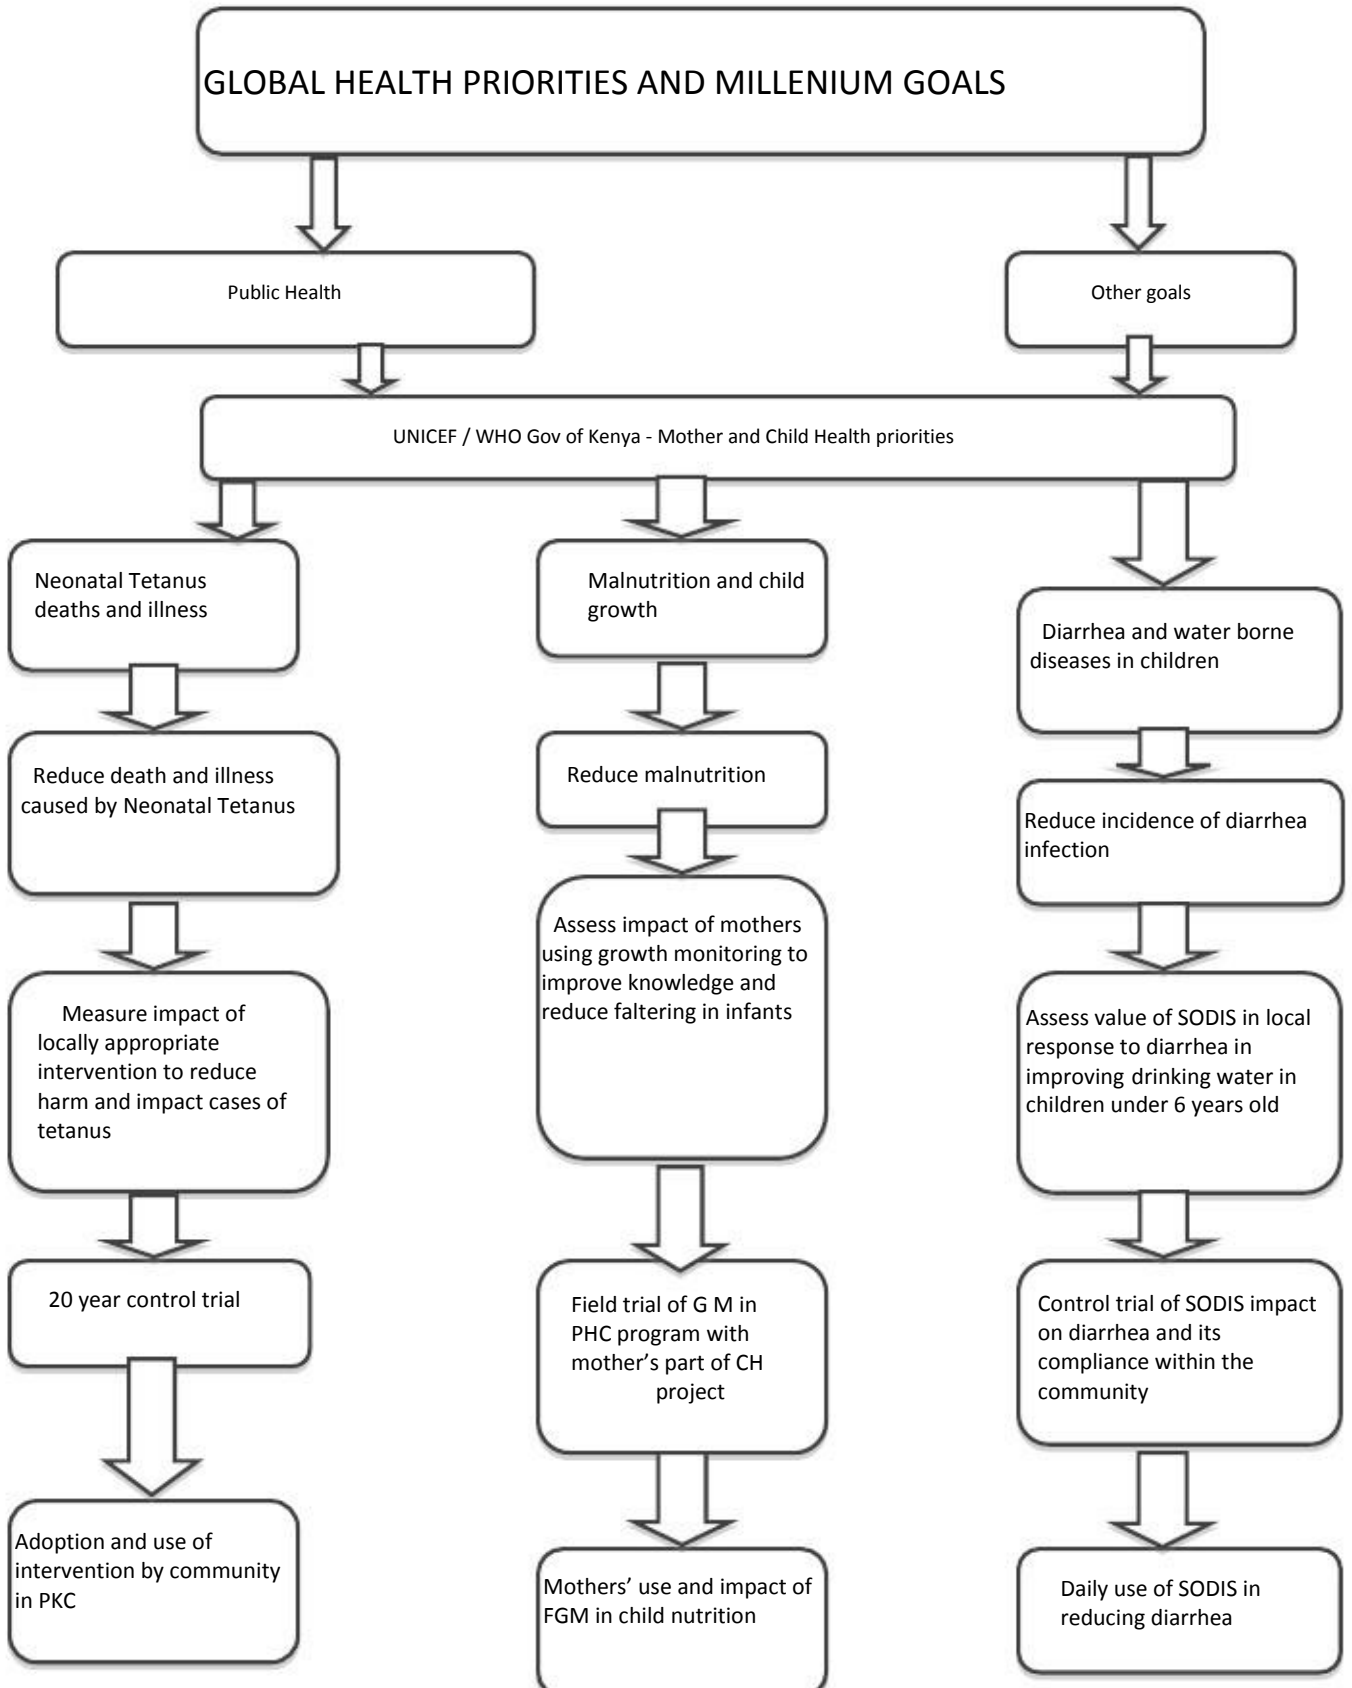 GLOBAL HEALTH PRIORITIES AND MILLENIUM GOALS
Public Health
Other goals
UNICEF / WHO Gov of Kenya - Mother and Child Health priorities
Neonatal Tetanus
deaths and illness
Malnutrition and child
growth
Diarrhea and water borne
diseases in children
Reduce death and illness
caused by Neonatal Tetanus
Reduce malnutrition
Reduce incidence of diarrhea
infection
Measure impact of
locally appropriate
intervention to reduce
harm and impact cases of
tetanus
Assess impact of mothers
using growth monitoring to
improve knowledge and
reduce faltering in infants
Assess value of SODIS in local
response to diarrhea in
improving drinking water in
children under 6 years old
20 year control trial
Field trial of G M in
PHC program with
mother's part of CH
project
Control trial of SODIS impact
on diarrhea and its
compliance within the
community
Adoption and use of
intervention by community
in PKC
Mothers' use and impact of
FGM in child nutrition
Daily use of SODIS in
reducing diarrhea